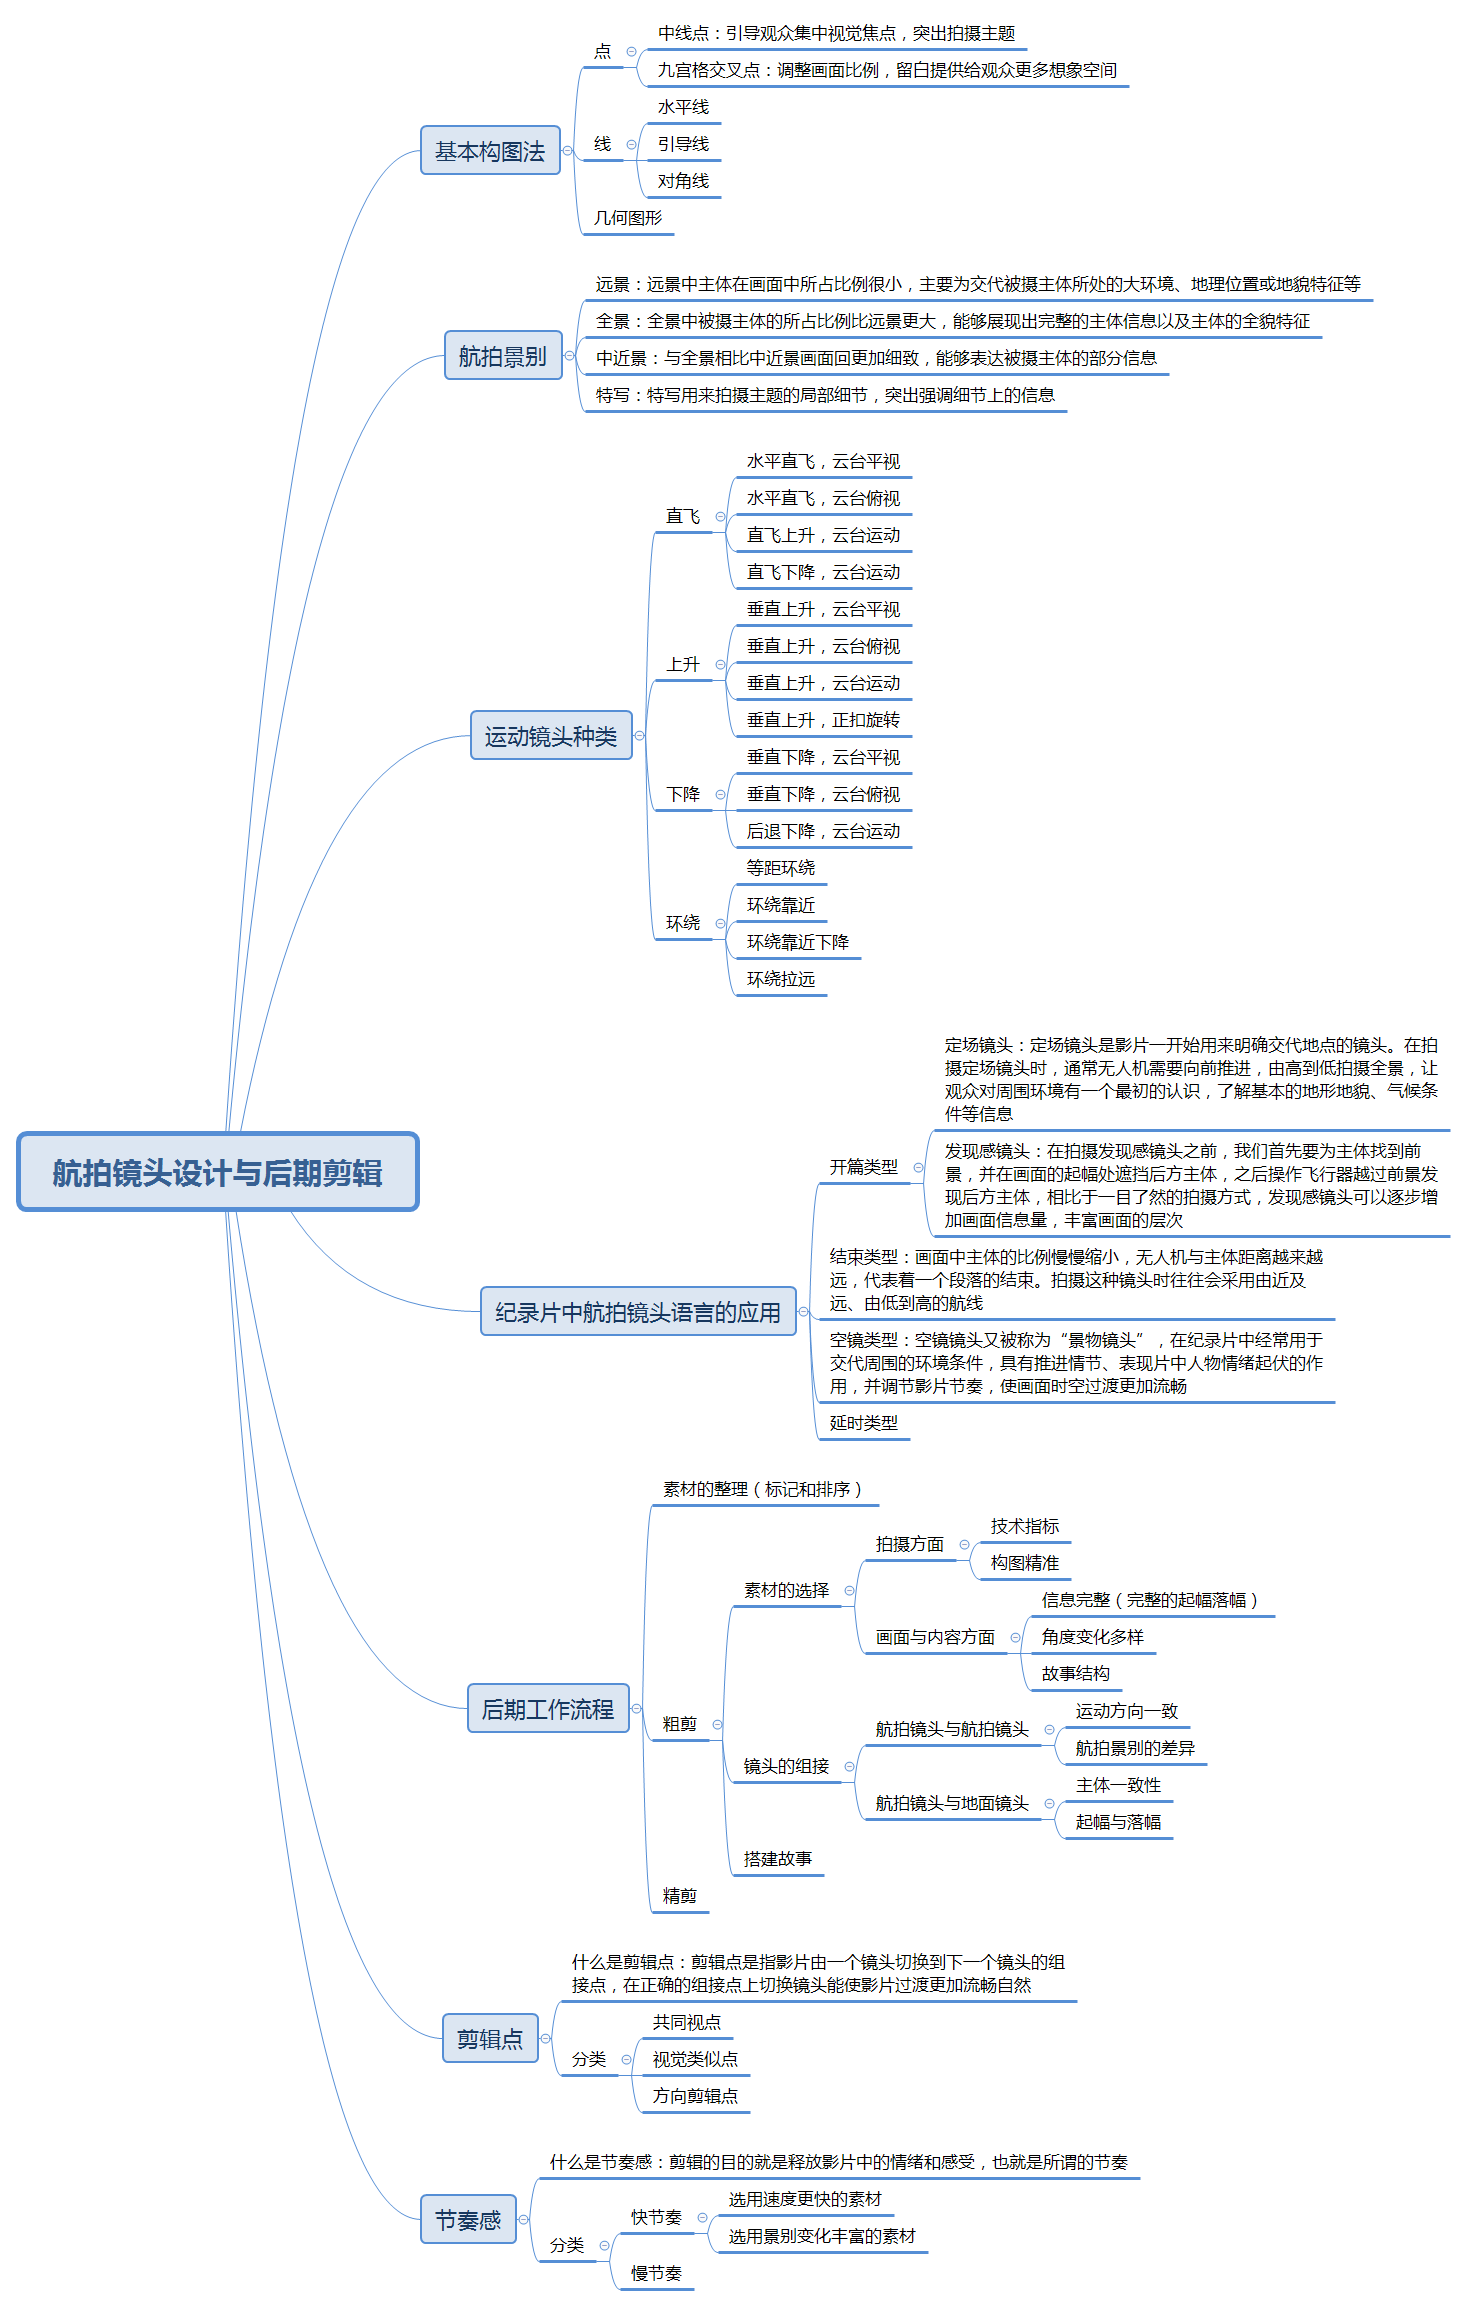 航拍镜头设计与后期剪辑
基本构图法
点
中线点：引导观众集中视觉焦点，突出拍摄主题
九宫格交叉点：调整画面比例，留白提供给观众更多想象空间
线
水平线
引导线
对角线
几何图形
航拍景别
远景：远景中主体在画面中所占比例很小，主要为交代被摄主体所处的大环境、地理位置或地貌特征等
全景：全景中被摄主体的所占比例比远景更大，能够展现出完整的主体信息以及主体的全貌特征
中近景：与全景相比中近景画面回更加细致，能够表达被摄主体的部分信息
特写：特写用来拍摄主题的局部细节，突出强调细节上的信息
运动镜头种类
直飞
水平直飞，云台平视
水平直飞，云台俯视
直飞上升，云台运动
直飞下降，云台运动
上升
垂直上升，云台平视
垂直上升，云台俯视
垂直上升，云台运动
垂直上升，正扣旋转
下降
垂直下降，云台平视
垂直下降，云台俯视
后退下降，云台运动
环绕
等距环绕
环绕靠近
环绕靠近下降
环绕拉远
纪录片中航拍镜头语言的应用
开篇类型
定场镜头：定场镜头是影片一开始用来明确交代地点的镜头。在拍
摄定场镜头时，通常无人机需要向前推进，由高到低拍摄全景，让
观众对周围环境有一个最初的认识，了解基本的地形地貌、气候条
件等信息
发现感镜头：在拍摄发现感镜头之前，我们首先要为主体找到前
景，并在画面的起幅处遮挡后方主体，之后操作飞行器越过前景发
现后方主体，相比于一目了然的拍摄方式，发现感镜头可以逐步增
加画面信息量，丰富画面的层次
结束类型：画面中主体的比例慢慢缩小，无人机与主体距离越来越
远，代表着一个段落的结束。拍摄这种镜头时往往会采用由近及
远、由低到高的航线
空镜类型：空镜镜头又被称为“景物镜头”，在纪录片中经常用于
交代周围的环境条件，具有推进情节、表现片中人物情绪起伏的作
用，并调节影片节奏，使画面时空过渡更加流畅
延时类型
后期工作流程
素材的整理（标记和排序）
粗剪
素材的选择
拍摄方面
技术指标
构图精准
画面与内容方面
信息完整（完整的起幅落幅）
角度变化多样
故事结构
镜头的组接
航拍镜头与航拍镜头
运动方向一致
航拍景别的差异
航拍镜头与地面镜头
主体一致性
起幅与落幅
搭建故事
精剪
剪辑点
什么是剪辑点：剪辑点是指影片由一个镜头切换到下一个镜头的组
接点，在正确的组接点上切换镜头能使影片过渡更加流畅自然
分类
共同视点
视觉类似点
方向剪辑点
节奏感
什么是节奏感：剪辑的目的就是释放影片中的情绪和感受，也就是所谓的节奏
分类
快节奏
选用速度更快的素材
选用景别变化丰富的素材
慢节奏